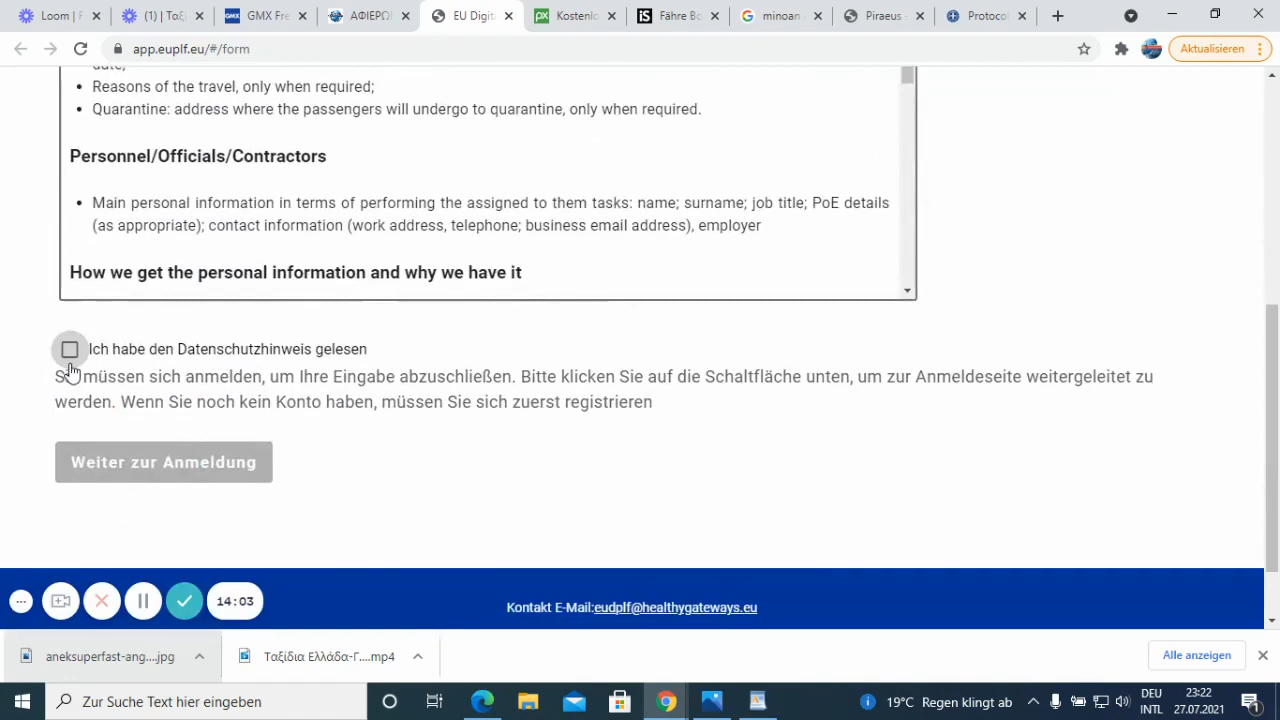 Loom | F
(1) Ταξί
GMX Fre
ΑΦΙΕΡΩΙ
EU Digit
Kostenlo
Fähre Bo
minoan
Piraeus -
Protocol
Aktualisieren
app.euplf.eu/#/form
date;
Reasons of the travel, only when required;
Quarantine: address where the passengers will undergo to quarantine, only when required.
Personnel/Officials/Contractors
Main personal information in terms of performing the assigned to them tasks: name; surname; job title; PoE details
(as appropriate); contact information (work address, telephone; business email address), employer
How we get the personal information and why we have it
Ich habe den Datenschutzhinweis gelesen
müssen sich anmelden, um Ihre Eingabe abzuschließen. Bitte klicken Sie auf die Schaltfläche unten, um zur Anmeldeseite weitergeleitet zu
werden. Wenn Sie noch kein Konto haben, müssen Sie sich zuerst registrieren
Weiter zur Anmeldung
14:03
Kontakt E-Mail:eudplf@healthygateways.eu
aneksuperfast-ang....jpg
Ταξίδια Ελλάδα-Γ....mp4
Alle anzeigen
Zur Suche Text hier eingeben
19°C Regen klingt ab
DEU
INTL
23:22
27.07.2021
1